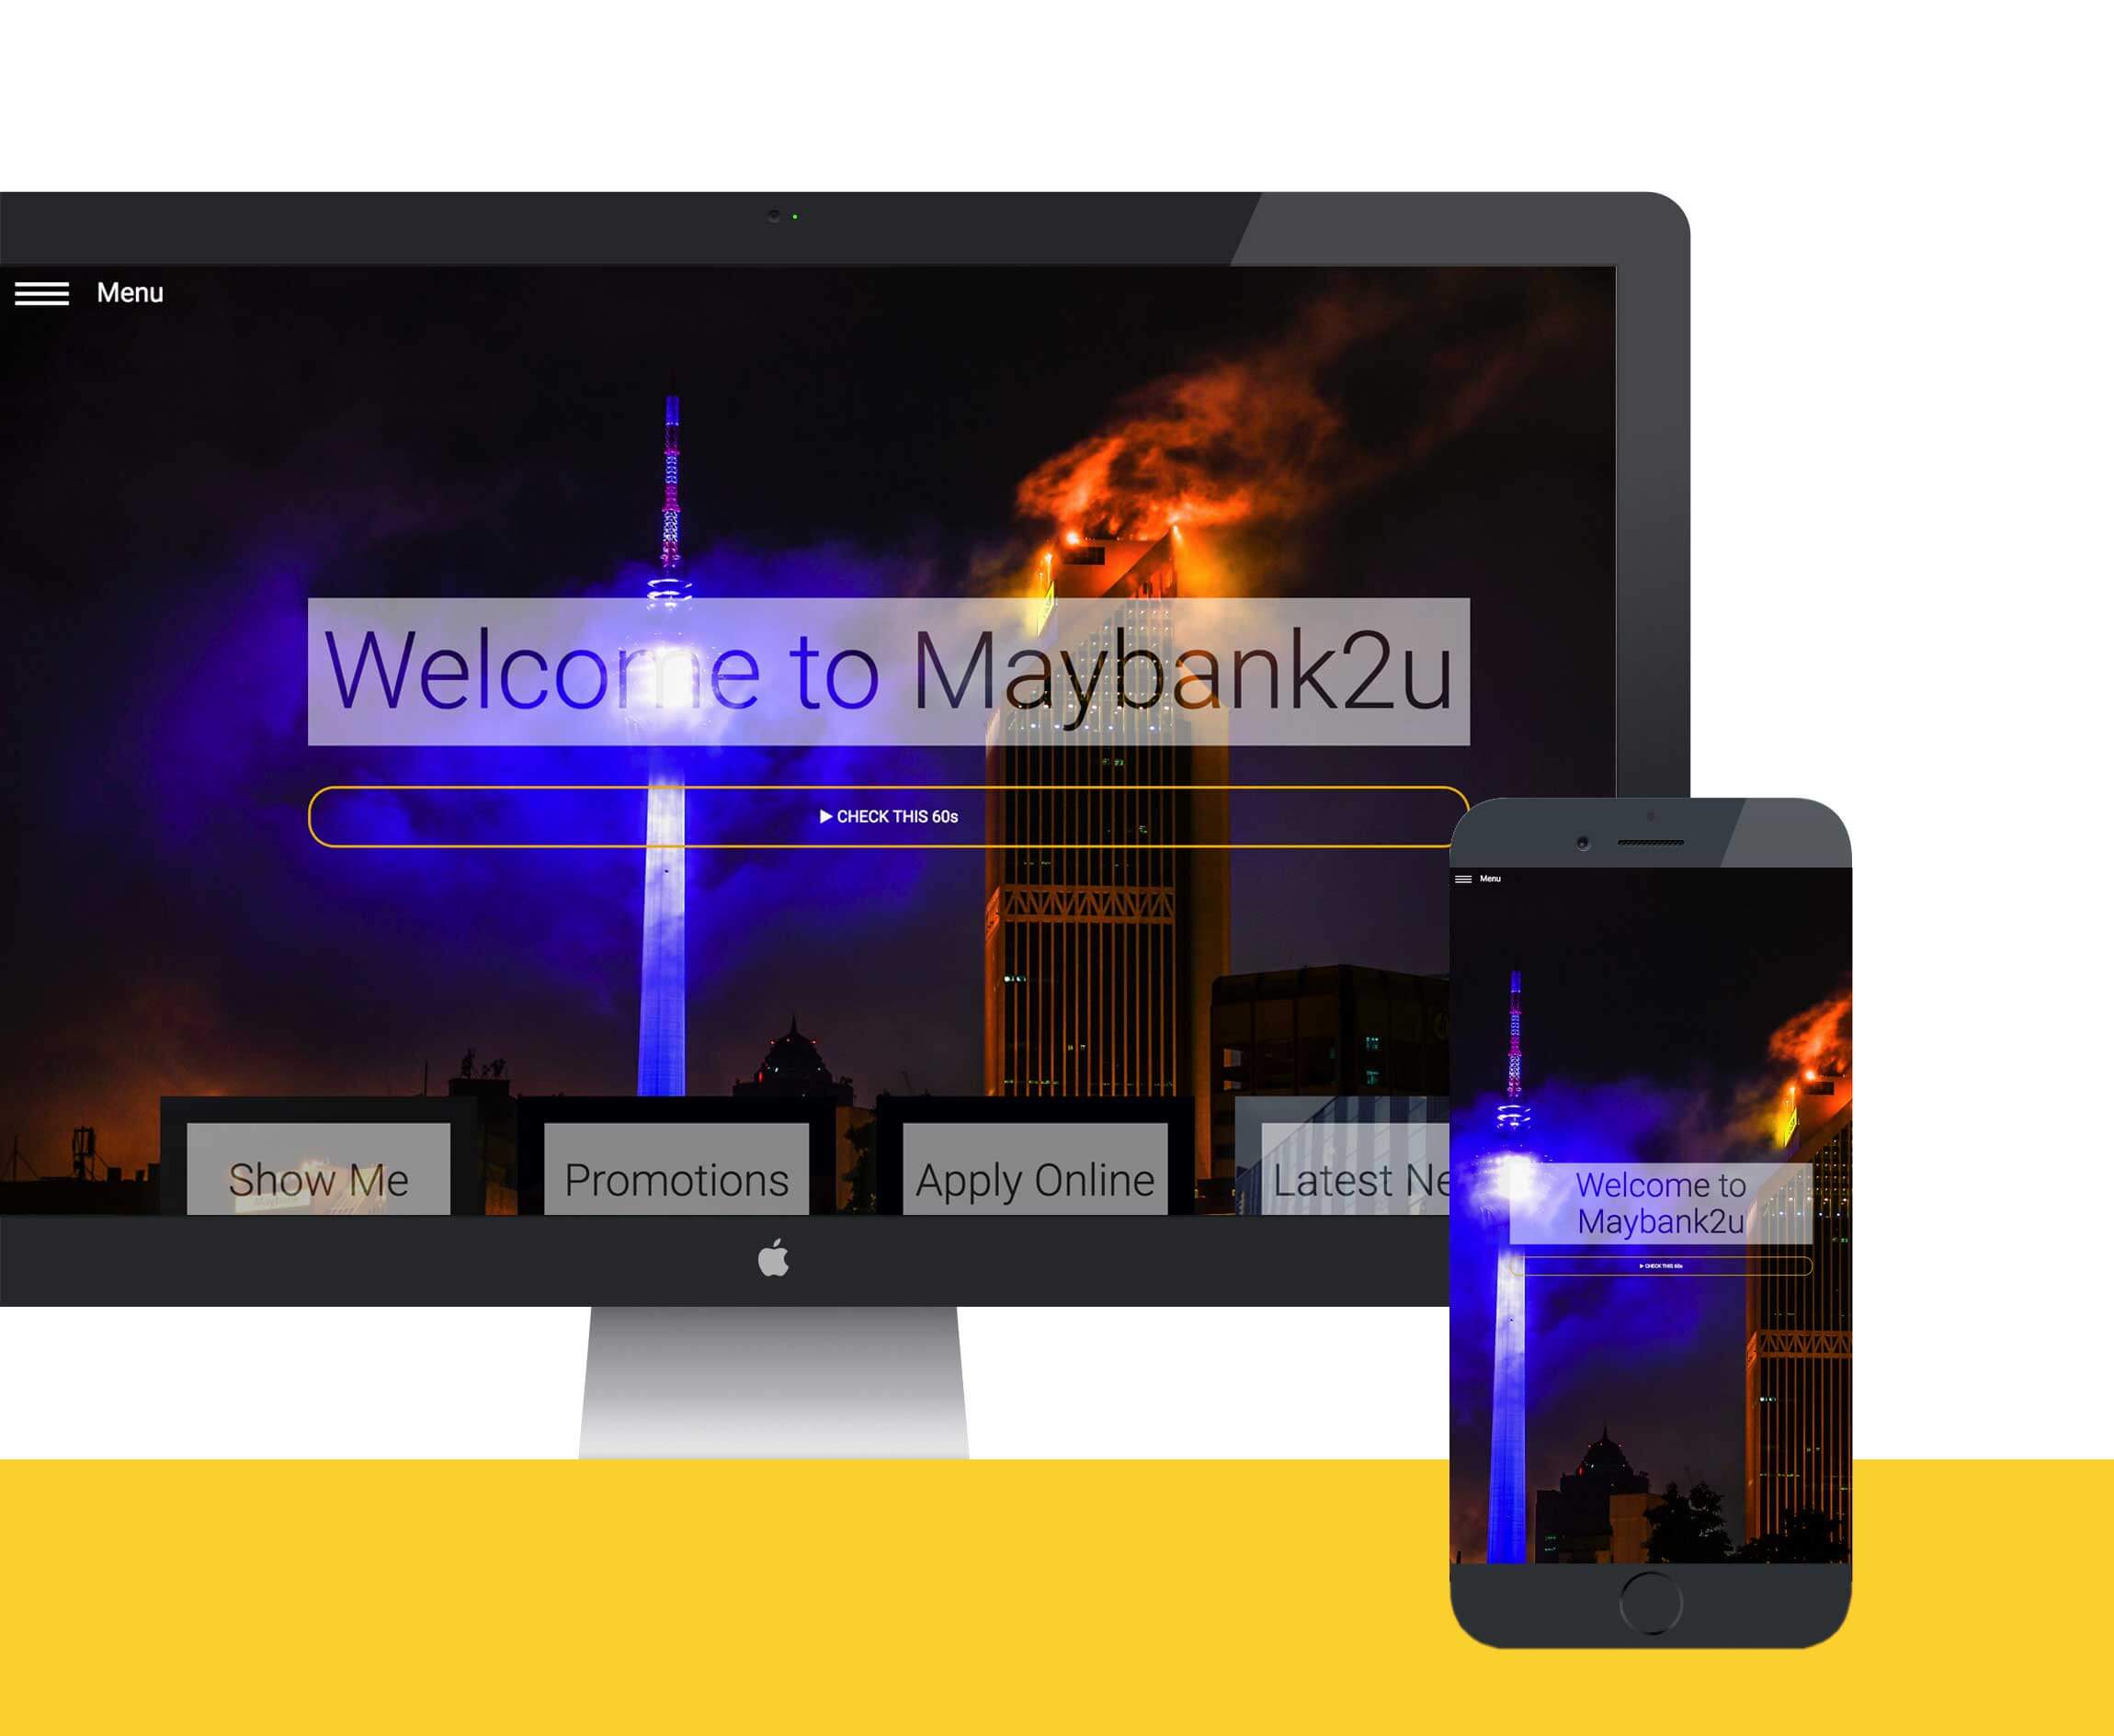 Menu
Welcome to Maybank2u
▶ CHECK THIS 60s
Show Me
Promotions
Apply Online
Latest Ne
Menu
Welcome to
Maybank2u
▶ CHECK THIS 60s